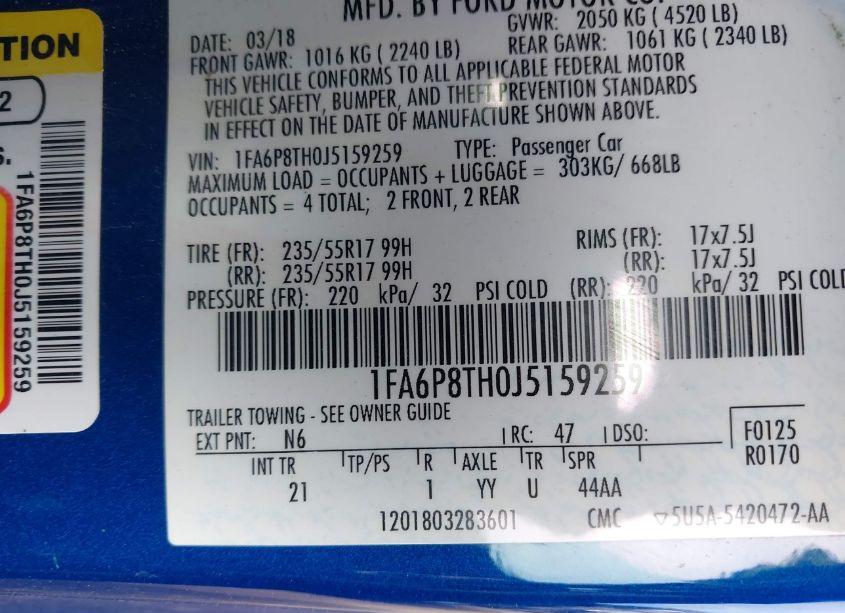 MFD. BY FORD MOTOR CO.
DATE: 03/18 GVWR: 2050 KG ( 4520 LB)
FRONT GAWR: 1016 KG ( 2240 LB) REAR GAWR: 1061 KG ( 2340 LB)
THIS VEHICLE CONFORMS TO ALL APPLICABLE FEDERAL MOTOR
VEHICLE SAFETY, BUMPER, AND THEFT PREVENTION STANDARDS
IN EFFECT ON THE DATE OF MANUFACTURE SHOWN ABOVE.
VIN: 1FA6P8TH0J5159259 TYPE: Passenger Car
MAXIMUM LOAD = OCCUPANTS + LUGGAGE = 303KG/ 668LB
OCCUPANTS = 4 TOTAL; 2 FRONT, 2 REAR
TIRE (FR): 235/55R17 99H RIMS (FR): 17x7.5J
(RR): 235/55R17 99H (RR): 17x7.5J
PRESSURE (FR): 220 kPa/ 32 PSI COLD (RR): 220 kPa/ 32 PSI COLD
1FA6P8TH0J5159259
TRAILER TOWING - SEE OWNER GUIDE
EXT PNT: N6 RC: 47 DSO: F0125
R0170
INT TR TP/PS R AXLE TR SPR
21 1 YY U 44AA
1201803283601 CMC ▽5U5A-5420472-AA
TION
2
S.
1FA6P8TH0J5159259